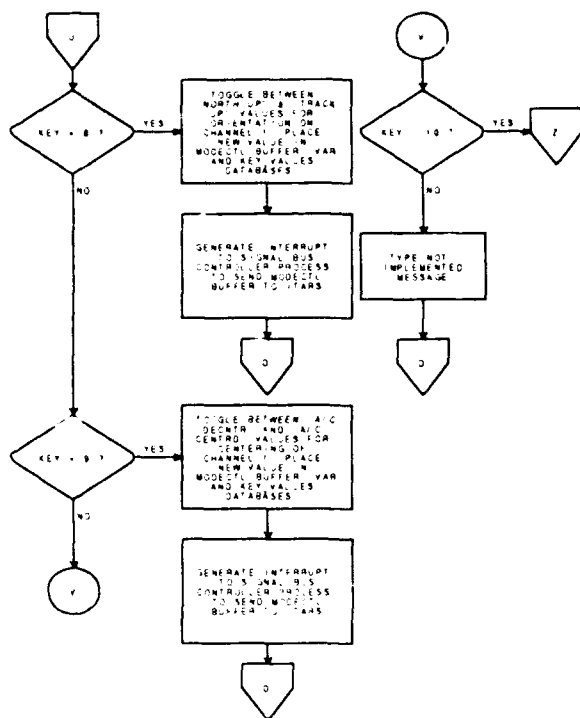 KEY = 8 ?
YES
NO
TOGGLE BETWEEN
NORTH UP & TRACK
UP VALUES FOR
ORIENTATION ON
CHANNEL 1 PLACE
NEW VALUE IN
MODECTL BUFFER VAR
AND KEY VALUES
DATABASES
GENERATE INTERRUPT
TO SIGNAL BUS
CONTROLLER PROCESS
TO SEND MODECTL
BUFFER TO ITARS
KEY = 9 ?
YES
NO
V
TOGGLE BETWEEN A/C
DECNTR AND A/C
CENTRD VALUES FOR
CENTERING OF
CHANNEL 1 PLACE
NEW VALUE IN
MODECTL BUFFER VAR
AND KEY VALUES
DATABASES
GENERATE INTERRUPT
TO SIGNAL BUS
CONTROLLER PROCESS
TO SEND MODECTL
BUFFER TO ITARS
V
KEY 10 ?
YES
Z
NO
TYPE NOT
IMPLEMENTED
MESSAGE